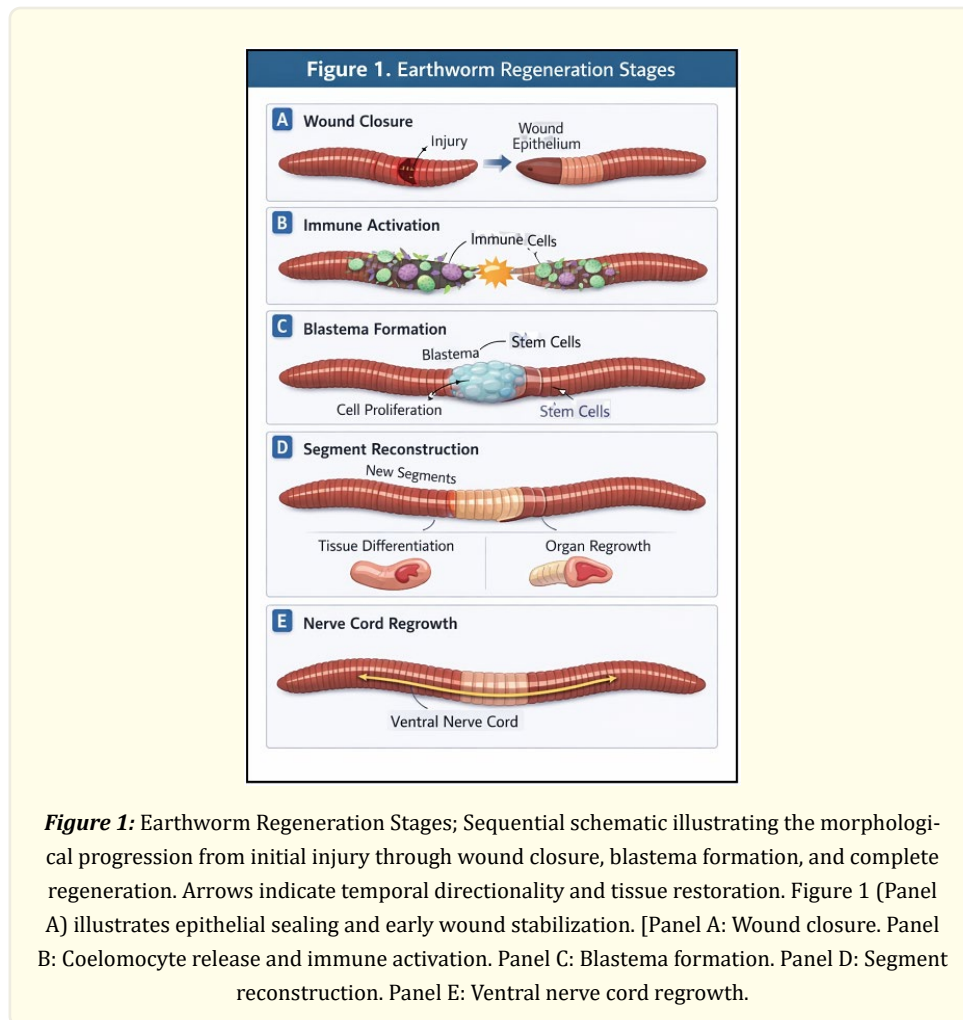 Figure 1. Earthworm Regeneration Stages
A Wound Closure
Injury
Wound
Epithelium
B Immune Activation
Immune Cells
C Blastema Formation
Blastema
Stem Cells
Cell Proliferation
Stem Cells
D Segment Reconstruction
New Segments
Tissue Differentiation
Organ Regrowth
E Nerve Cord Regrowth
Ventral Nerve Cord
Figure 1: Earthworm Regeneration Stages; Sequential schematic illustrating the morphologi-
cal progression from initial injury through wound closure, blastema formation, and complete
regeneration. Arrows indicate temporal directionality and tissue restoration. Figure 1 (Panel
A) illustrates epithelial sealing and early wound stabilization. [Panel A: Wound closure. Panel
B: Coelomocyte release and immune activation. Panel C: Blastema formation. Panel D: Segment
reconstruction. Panel E: Ventral nerve cord regrowth.